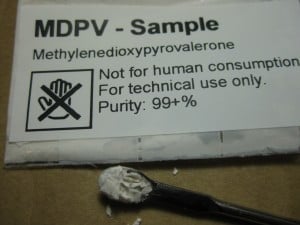 MDPV - Sample
Methylenedioxypyrovalerone
Not for human consumption
For technical use only.
Purity: 99+%